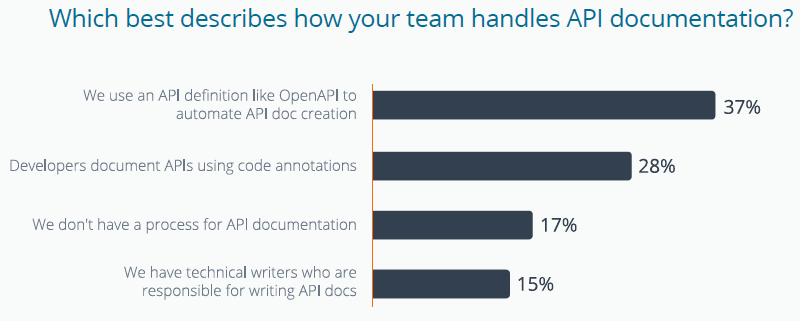 Which best describes how your team handles API documentation?
We use an API definition like OpenAPI to
automate API doc creation
37%
Developers document APIs using code annotations
28%
We don't have a process for API documentation
17%
We have technical writers who are
responsible for writing API docs
15%